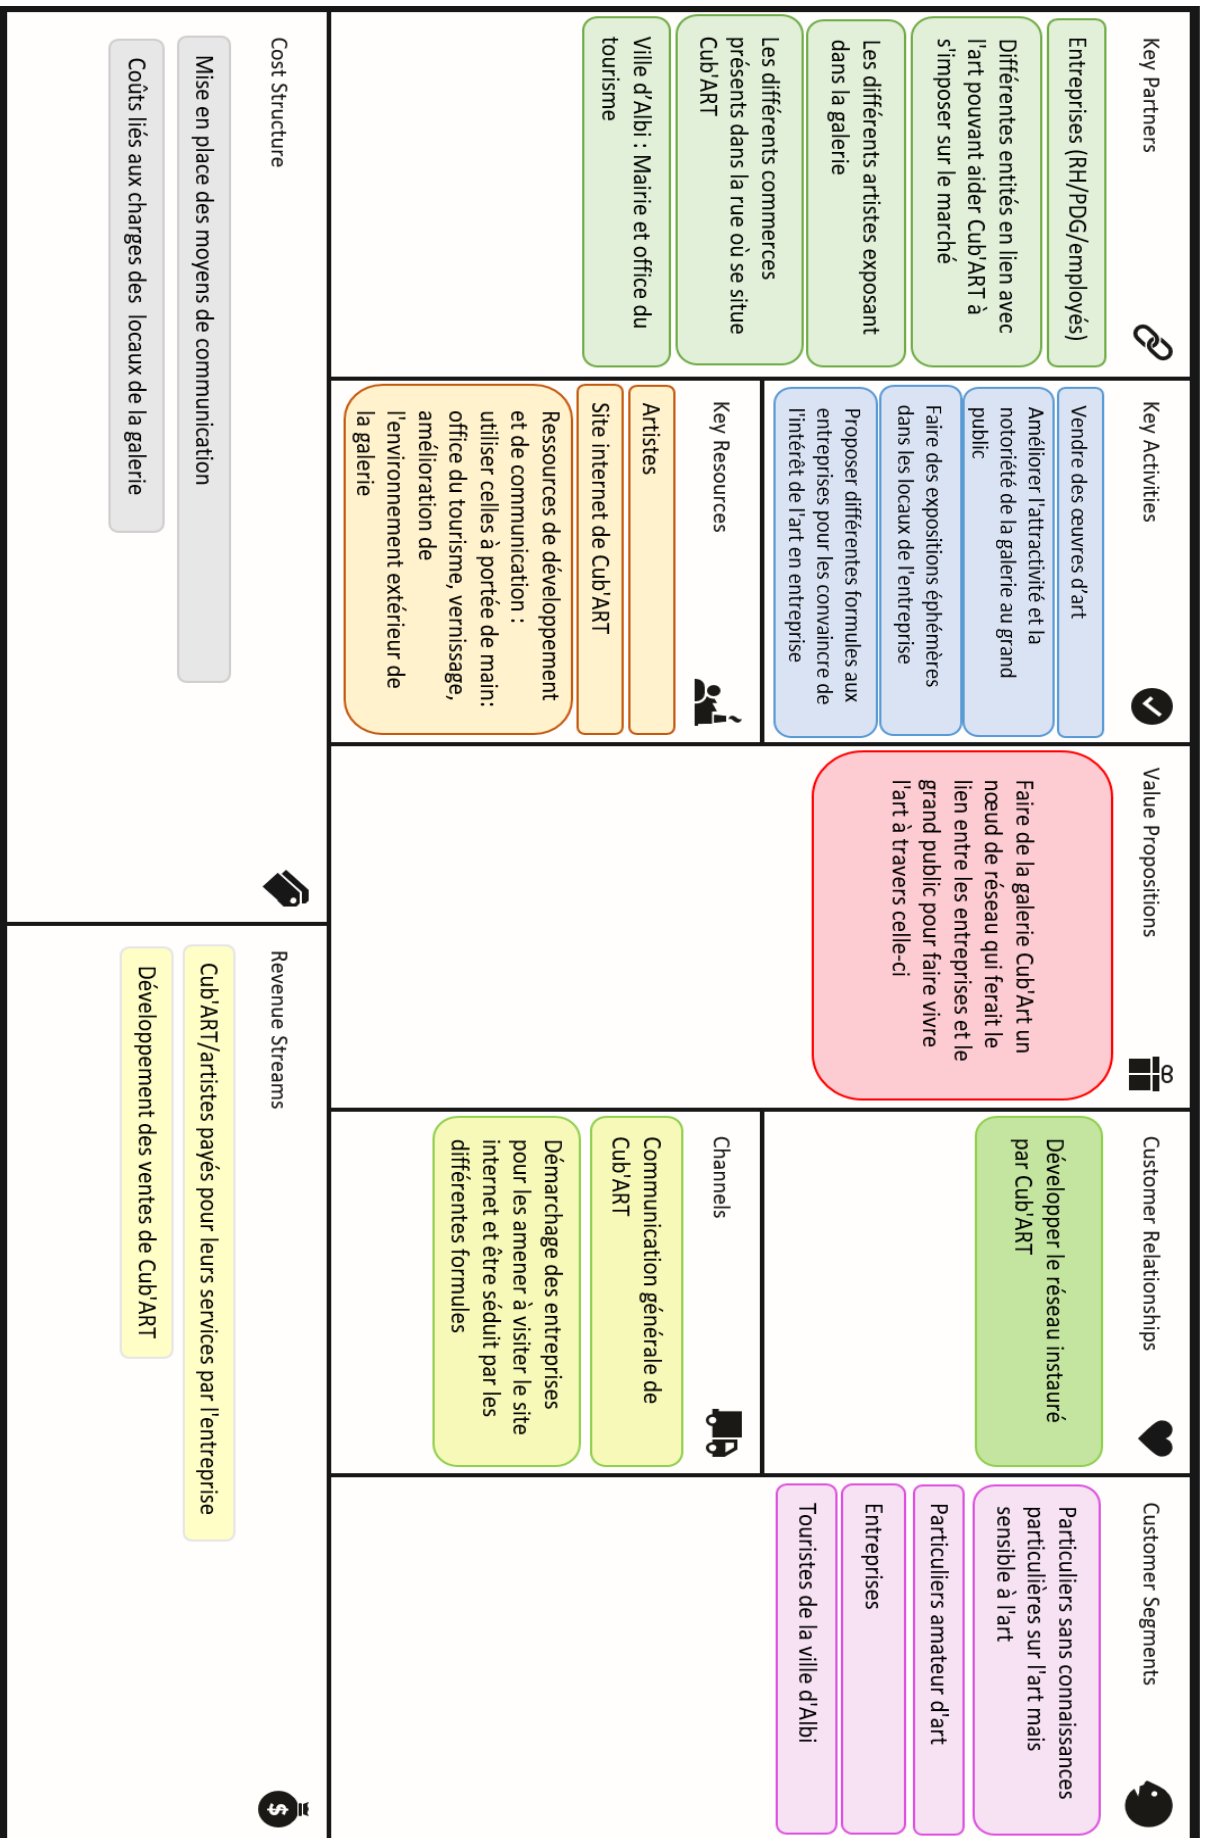 Key Partners
Entreprises (RH/PDG/employés)
Différentes entités en lien avec
l'art pouvant aider Cub'ART à
s'imposer sur le marché
Les différents artistes exposant
dans la galerie
Les différents commerces
présents dans la rue où se situe
Cub'ART
Ville d’Albi : Mairie et office du
tourisme
Key Activities
Vendre des œuvres d’art
Améliorer l'attractivité et la
notoriété de la galerie au grand
public
Faire des expositions éphémères
dans les locaux de l'entreprise
Proposer différentes formules aux
entreprises pour les convaincre de
l'intérêt de l'art en entreprise
Key Resources
Artistes
Site internet de Cub'ART
Ressources de développement
et de communication :
utiliser celles à portée de main:
office du tourisme, vernissage,
amélioration de
l'environnement extérieur de
la galerie
Value Propositions
Faire de la galerie Cub'Art un
nœud de réseau qui ferait le
lien entre les entreprises et le
grand public pour faire vivre
l'art à travers celle-ci
Customer Relationships
Développer le réseau instauré
par Cub'ART
Channels
Communication générale de
Cub'ART
Démarchage des entreprises
pour les amener à visiter le site
internet et être séduit par les
différentes formules
Customer Segments
Particuliers sans connaissances
particulières sur l'art mais
sensible à l'art
Particuliers amateur d'art
Entreprises
Touristes de la ville d'Albi
Cost Structure
Mise en place des moyens de communication
Coûts liés aux charges des locaux de la galerie
Revenue Streams
Cub'ART/artistes payés pour leurs services par l'entreprise
Développement des ventes de Cub'ART